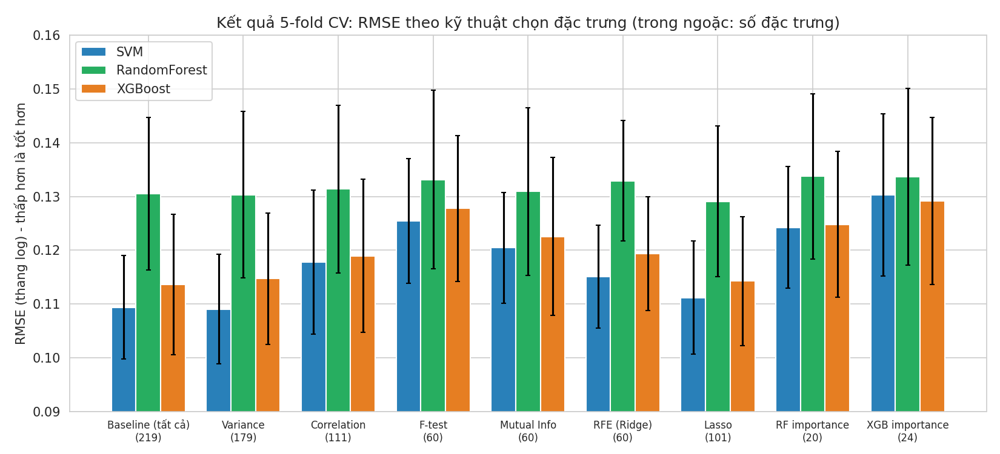 Kết quả 5-fold CV: RMSE theo kỹ thuật chọn đặc trưng (trong ngoặc: số đặc trưng)
RMSE (thang log) - thấp hơn là tốt hơn
0.16
0.15
0.14
0.13
0.12
0.11
0.10
0.09
SVM
RandomForest
XGBoost
Baseline (tất cả)
(219)
Variance
(179)
Correlation
(111)
F-test
(60)
Mutual Info
(60)
RFE (Ridge)
(60)
Lasso
(101)
RF importance
(20)
XGB importance
(24)